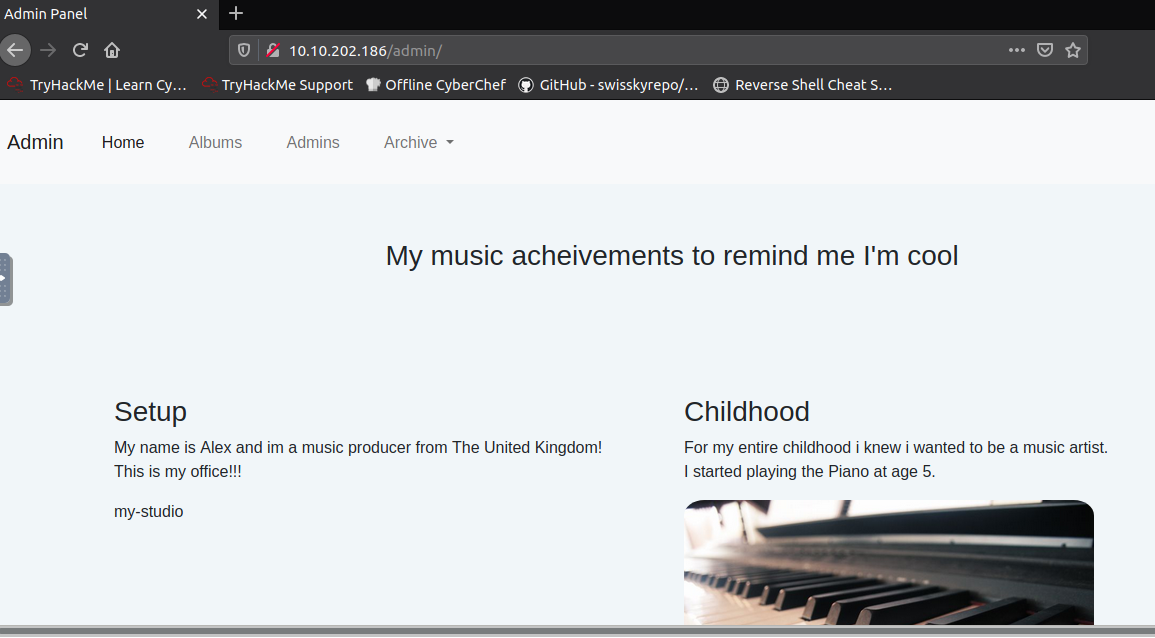 Admin Panel
10.10.202.186/admin/
TryHackMe | Learn Cy…
TryHackMe Support
Offline CyberChef
GitHub - swisskyrepo/…
Reverse Shell Cheat S…
Admin
Home
Albums
Admins
Archive
My music acheivements to remind me I'm cool
Setup
My name is Alex and im a music producer from The United Kingdom!
This is my office!!!
my-studio
Childhood
For my entire childhood i knew i wanted to be a music artist.
I started playing the Piano at age 5.